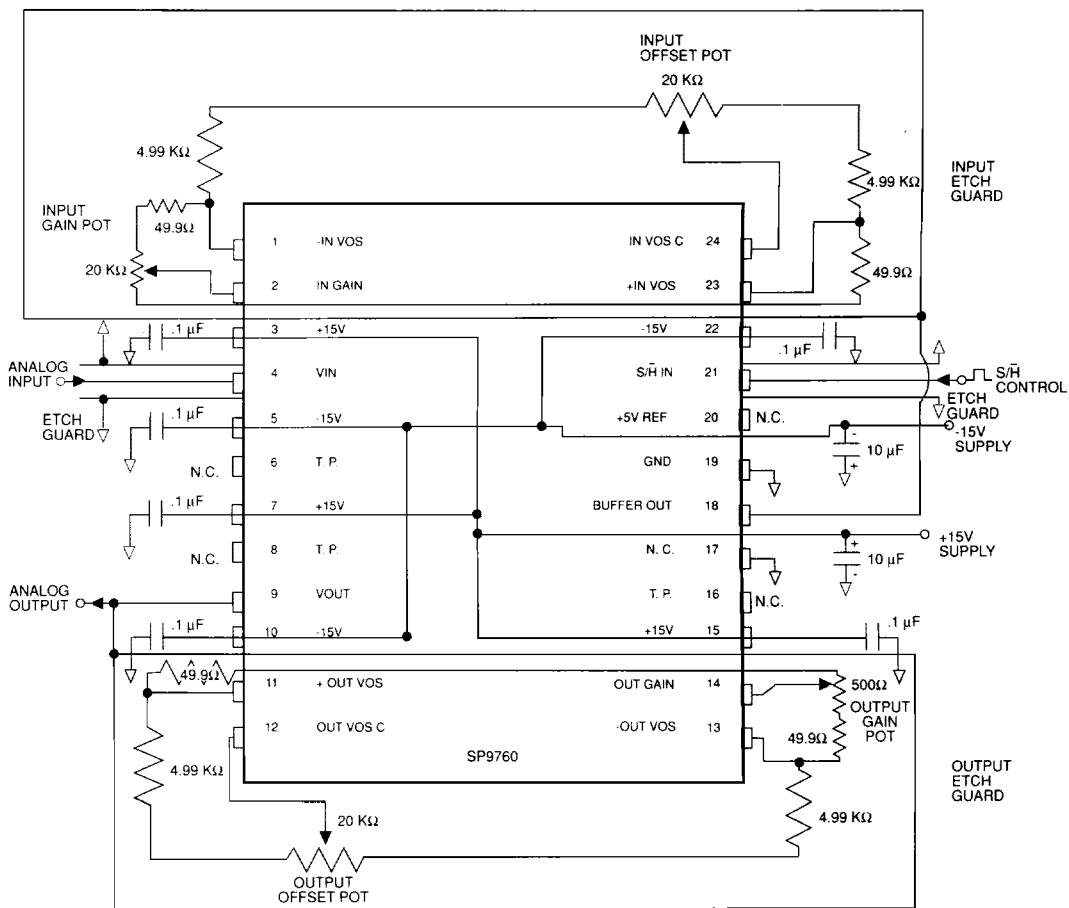 INPUT
OFFSET POT
20 KΩ
4.99 KΩ
4.99 KΩ
INPUT
ETCH
GUARD
INPUT
GAIN POT
49.9Ω
20 KΩ
49.9Ω
1 -IN VOS
2 IN GAIN
3 +15V
4 VIN
5 -15V
6 T. P.
7 +15V
8 T. P.
9 VOUT
10 -15V
11 + OUT VOS
12 OUT VOS C
IN VOS C 24
+IN VOS 23
-15V 22
S/H̅ IN 21
+5V REF 20
GND 19
BUFFER OUT 18
N. C. 17
T. P. 16
+15V 15
OUT GAIN 14
-OUT VOS 13
SP9760
.1 µF
ANALOG
INPUT
ETCH
GUARD
.1 µF
N.C.
.1 µF
N.C.
ANALOG
OUTPUT
.1 µF
49.9Ω
4.99 KΩ
20 KΩ
OUTPUT
OFFSET POT
.1 µF
S/H̅
CONTROL
ETCH
GUARD
N.C.
-15V
SUPPLY
-
10 µF
+
+15V
SUPPLY
+
10 µF
-
N.C.
.1 µF
500Ω
OUTPUT
GAIN
POT
49.9Ω
4.99 KΩ
OUTPUT
ETCH
GUARD